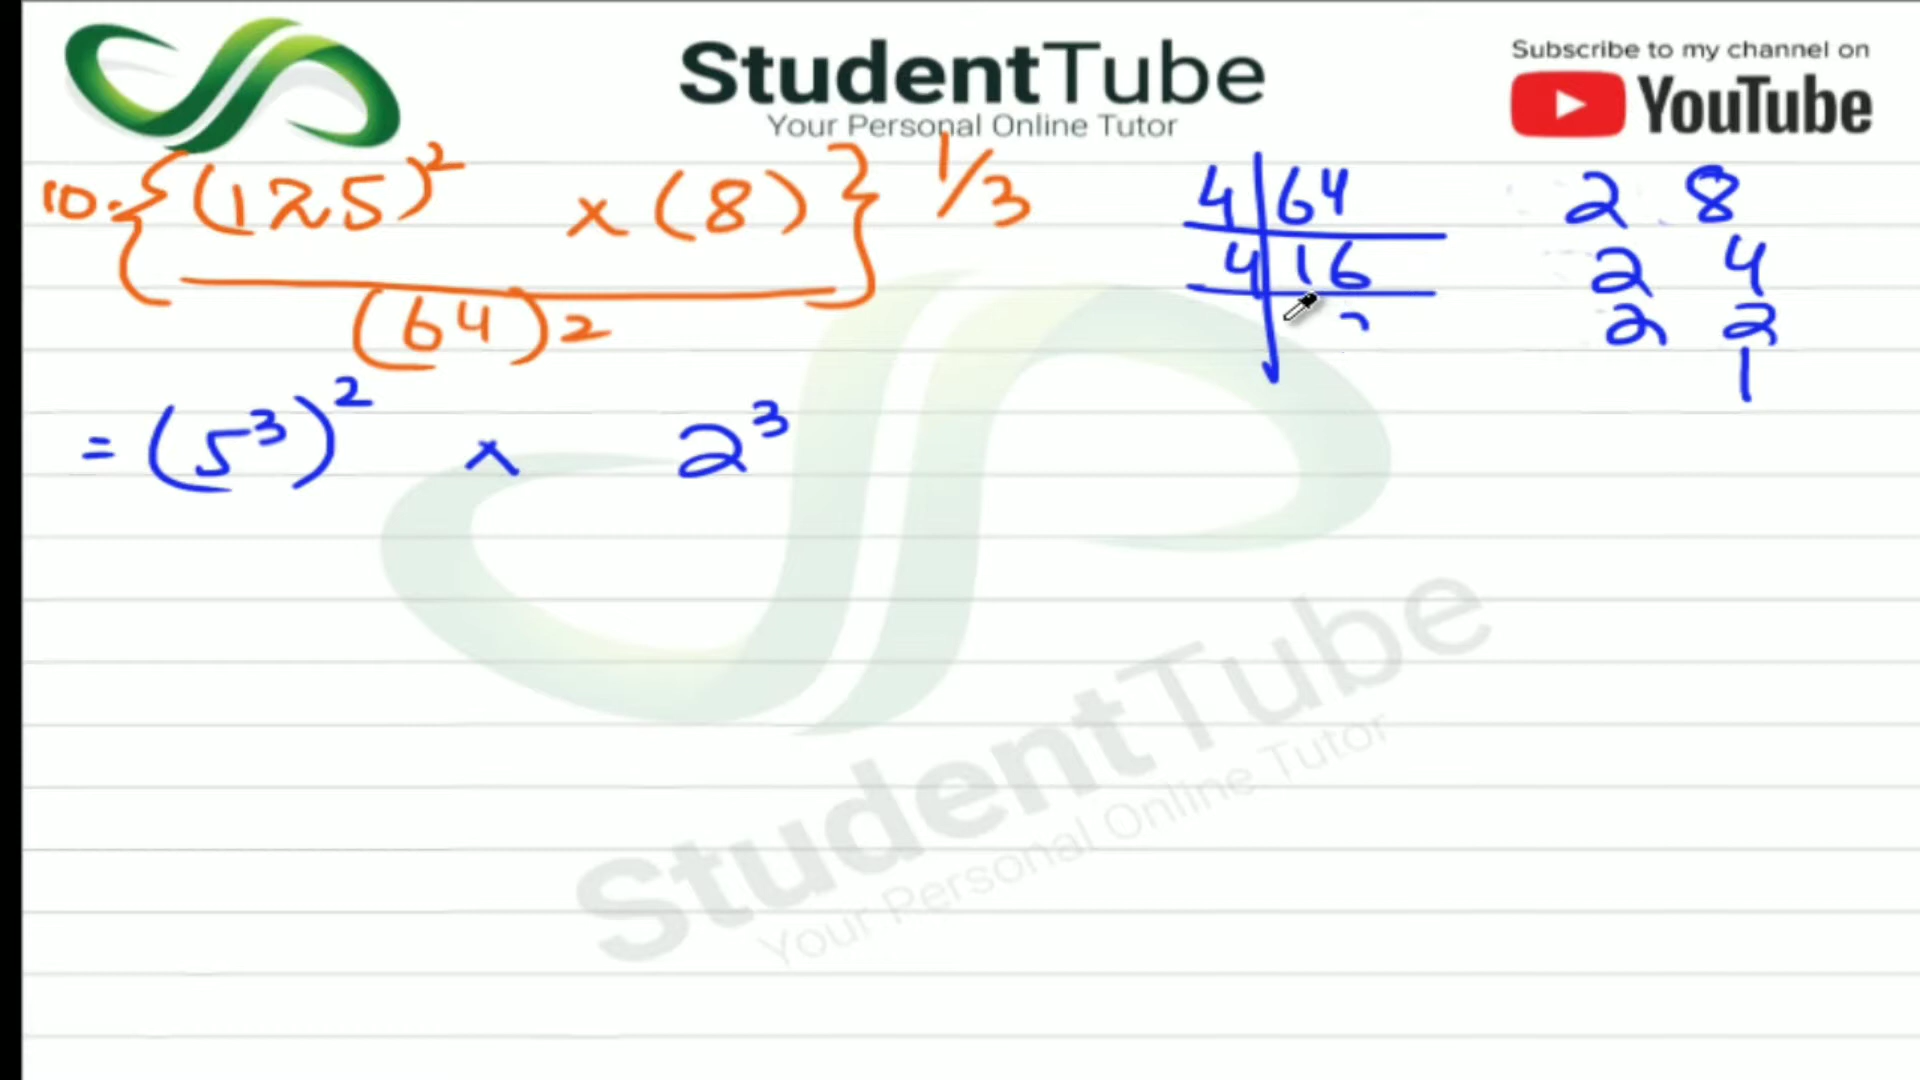 StudentTube
Your Personal Online Tutor
Subscribe to my channel on
YouTube
10. {(125)² × (8)}^1/3
(64)²
= (5³)² × 2³
4 64
4 16
2 8
2 4
2 2
1
StudentTube
Your Personal Online Tutor